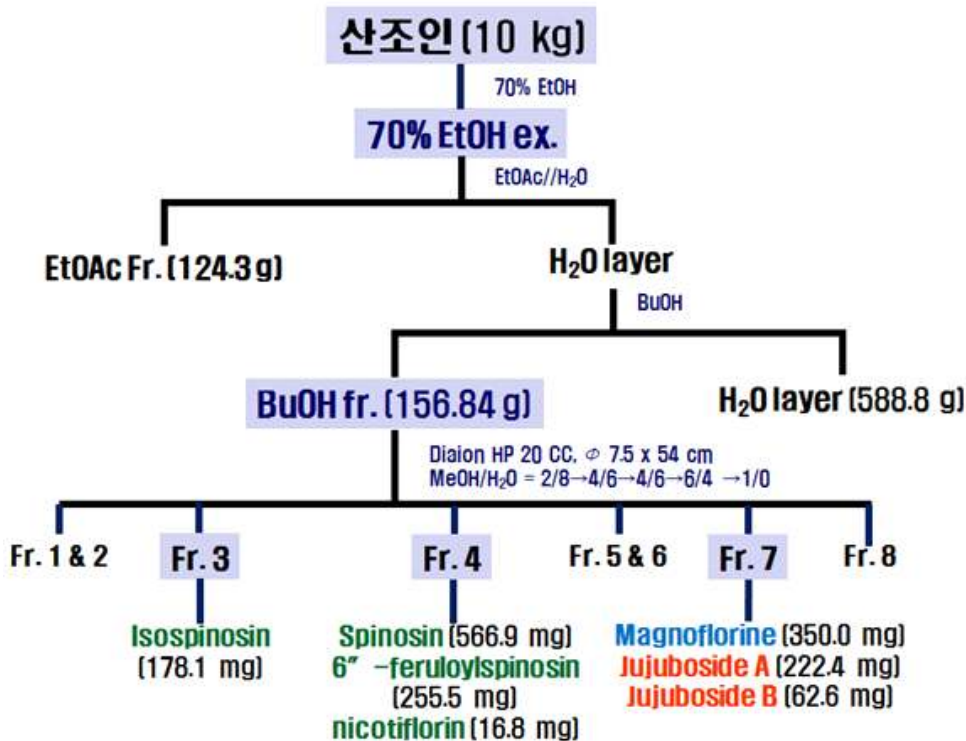 산조인 (10 kg)
70% EtOH
70% EtOH ex.
EtOAc//H₂O
EtOAc Fr. (124.3 g)
H₂O layer
BuOH
BuOH fr. (156.84 g)
H₂O layer (588.8 g)
Diaion HP 20 CC, Φ 7.5 x 54 cm
MeOH/H₂O = 2/8→4/6→4/6→6/4 →1/0
Fr. 1 & 2
Fr. 3
Fr. 4
Fr. 5 & 6
Fr. 7
Fr. 8
Isospinosin
(178.1 mg)
Spinosin (566.9 mg)
6″ -feruloylspinosin
(255.5 mg)
nicotiflorin (16.8 mg)
Magnoflorine (350.0 mg)
Jujuboside A (222.4 mg)
Jujuboside B (62.6 mg)